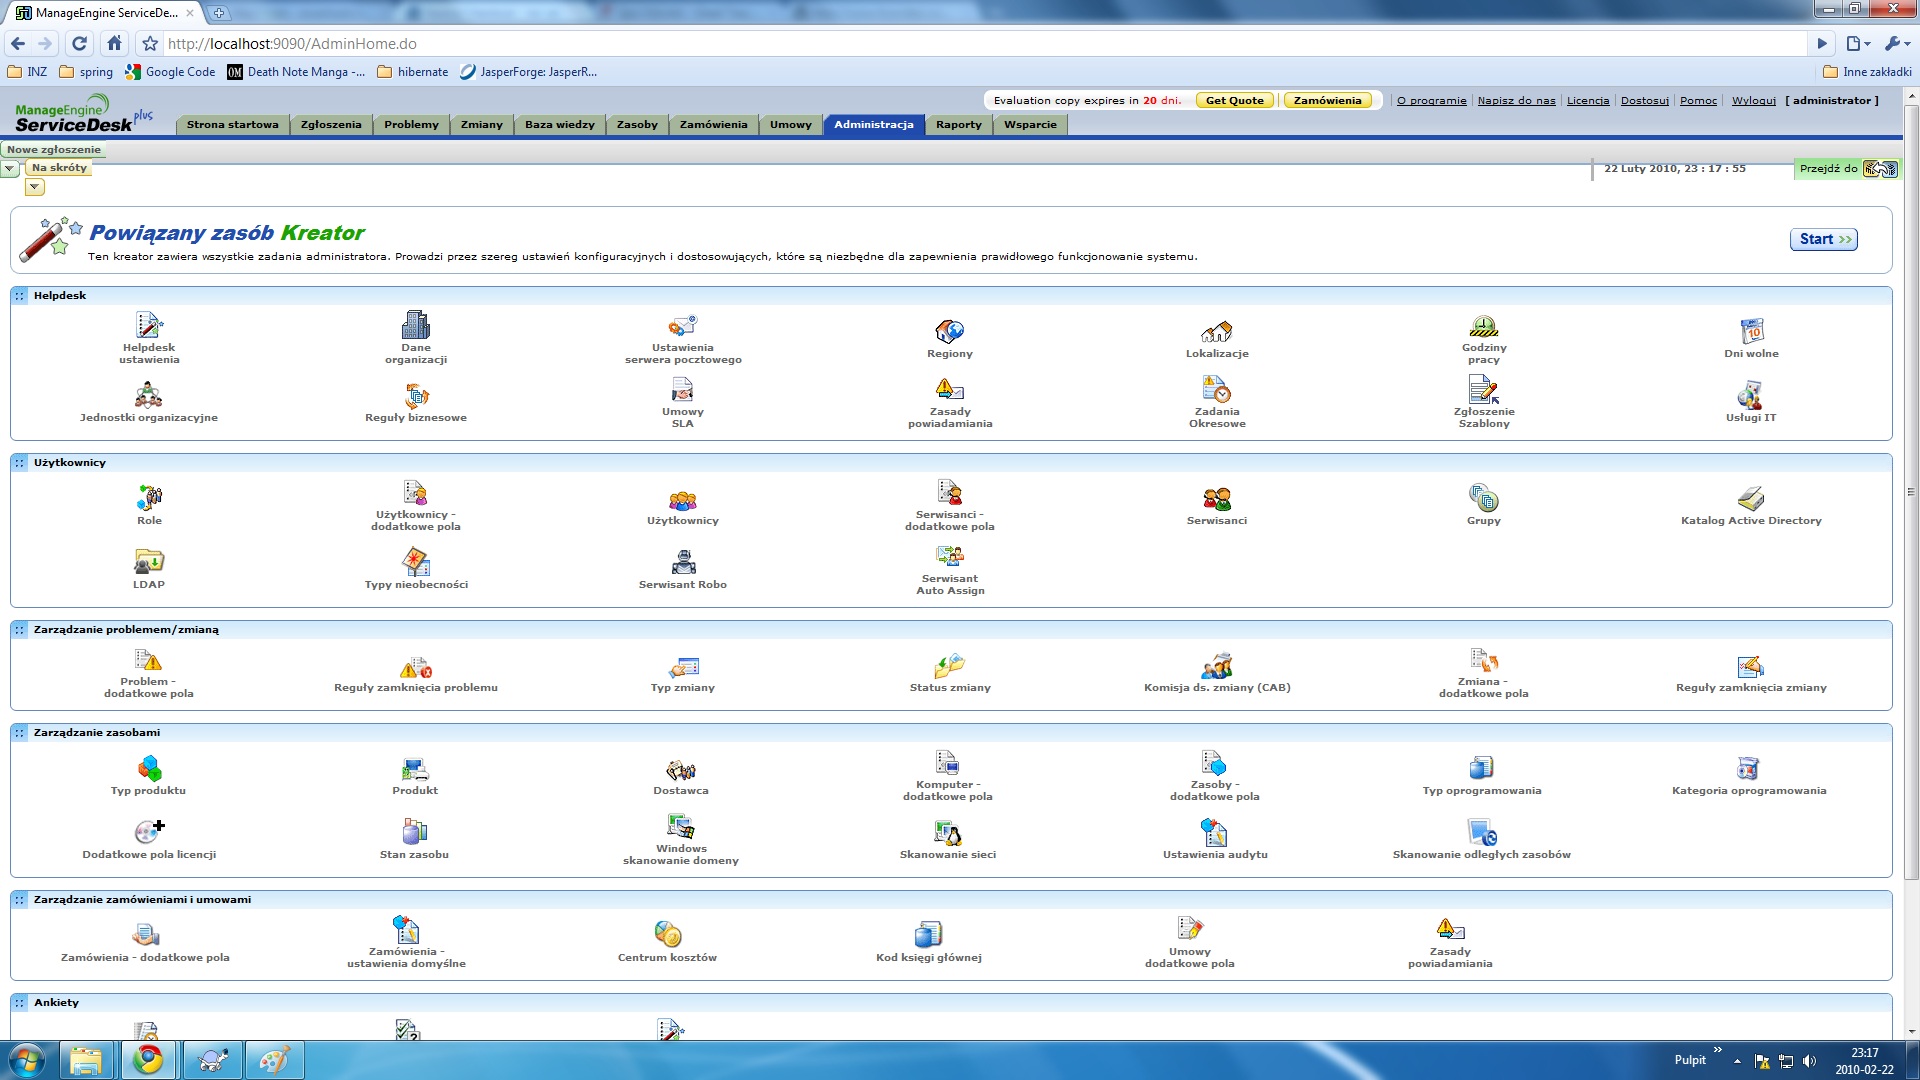 ManageEngine ServiceDe...
http://localhost:9090/AdminHome.do
INZ spring Google Code Death Note Manga -... hibernate JasperForge: JasperR... Inne zakładki
ManageEngine
ServiceDesk plus
Evaluation copy expires in 20 dni. Get Quote Zamówienia O programie Napisz do nas Licencja Dostosuj Pomoc Wyloguj [ administrator ]
Strona startowa Zgłoszenia Problemy Zmiany Baza wiedzy Zasoby Zamówienia Umowy Administracja Raporty Wsparcie
Nowe zgłoszenie
Na skróty
22 Luty 2010, 23 : 17 : 55 Przejdź do
Powiązany zasób Kreator
Start >>
Ten kreator zawiera wszystkie zadania administratora. Prowadzi przez szereg ustawień konfiguracyjnych i dostosowujących, które są niezbędne dla zapewnienia prawidłowego funkcjonowanie systemu.
Helpdesk
Helpdesk
ustawienia
Dane
organizacji
Ustawienia
serwera pocztowego
Regiony
Lokalizacje
Godziny
pracy
Dni wolne
Jednostki organizacyjne
Reguły biznesowe
Umowy
SLA
Zasady
powiadamiania
Zadania
Okresowe
Zgłoszenie
Szablony
Usługi IT
Użytkownicy
Role
Użytkownicy -
dodatkowe pola
Użytkownicy
Serwisanci -
dodatkowe pola
Serwisanci
Grupy
Katalog Active Directory
LDAP
Typy nieobecności
Serwisant Robo
Serwisant
Auto Assign
Zarządzanie problemem/zmianą
Problem -
dodatkowe pola
Reguły zamknięcia problemu
Typ zmiany
Status zmiany
Komisja ds. zmiany (CAB)
Zmiana -
dodatkowe pola
Reguły zamknięcia zmiany
Zarządzanie zasobami
Typ produktu
Produkt
Dostawca
Komputer -
dodatkowe pola
Zasoby -
dodatkowe pola
Typ oprogramowania
Kategoria oprogramowania
Dodatkowe pola licencji
Stan zasobu
Windows
skanowanie domeny
Skanowanie sieci
Ustawienia audytu
Skanowanie odległych zasobów
Zarządzanie zamówieniami i umowami
Zamówienia - dodatkowe pola
Zamówienia -
ustawienia domyślne
Centrum kosztów
Kod księgi głównej
Umowy
dodatkowe pola
Zasady
powiadamiania
Ankiety
Pulpit
23:17
2010-02-22